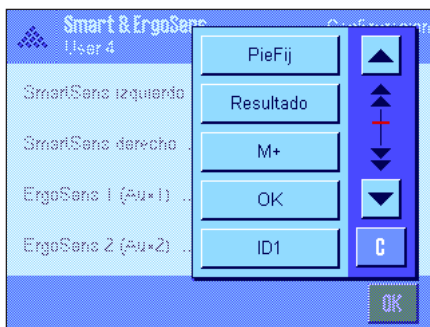 Smart & ErgoSens
User 4
PieFij
SmartSens izquierdo
Resultado
SmartSens derecho ..
M+
ErgoSens 1 (Aux1) ...
OK
ErgoSens 2 (Aux2) ...
ID1
C
OK